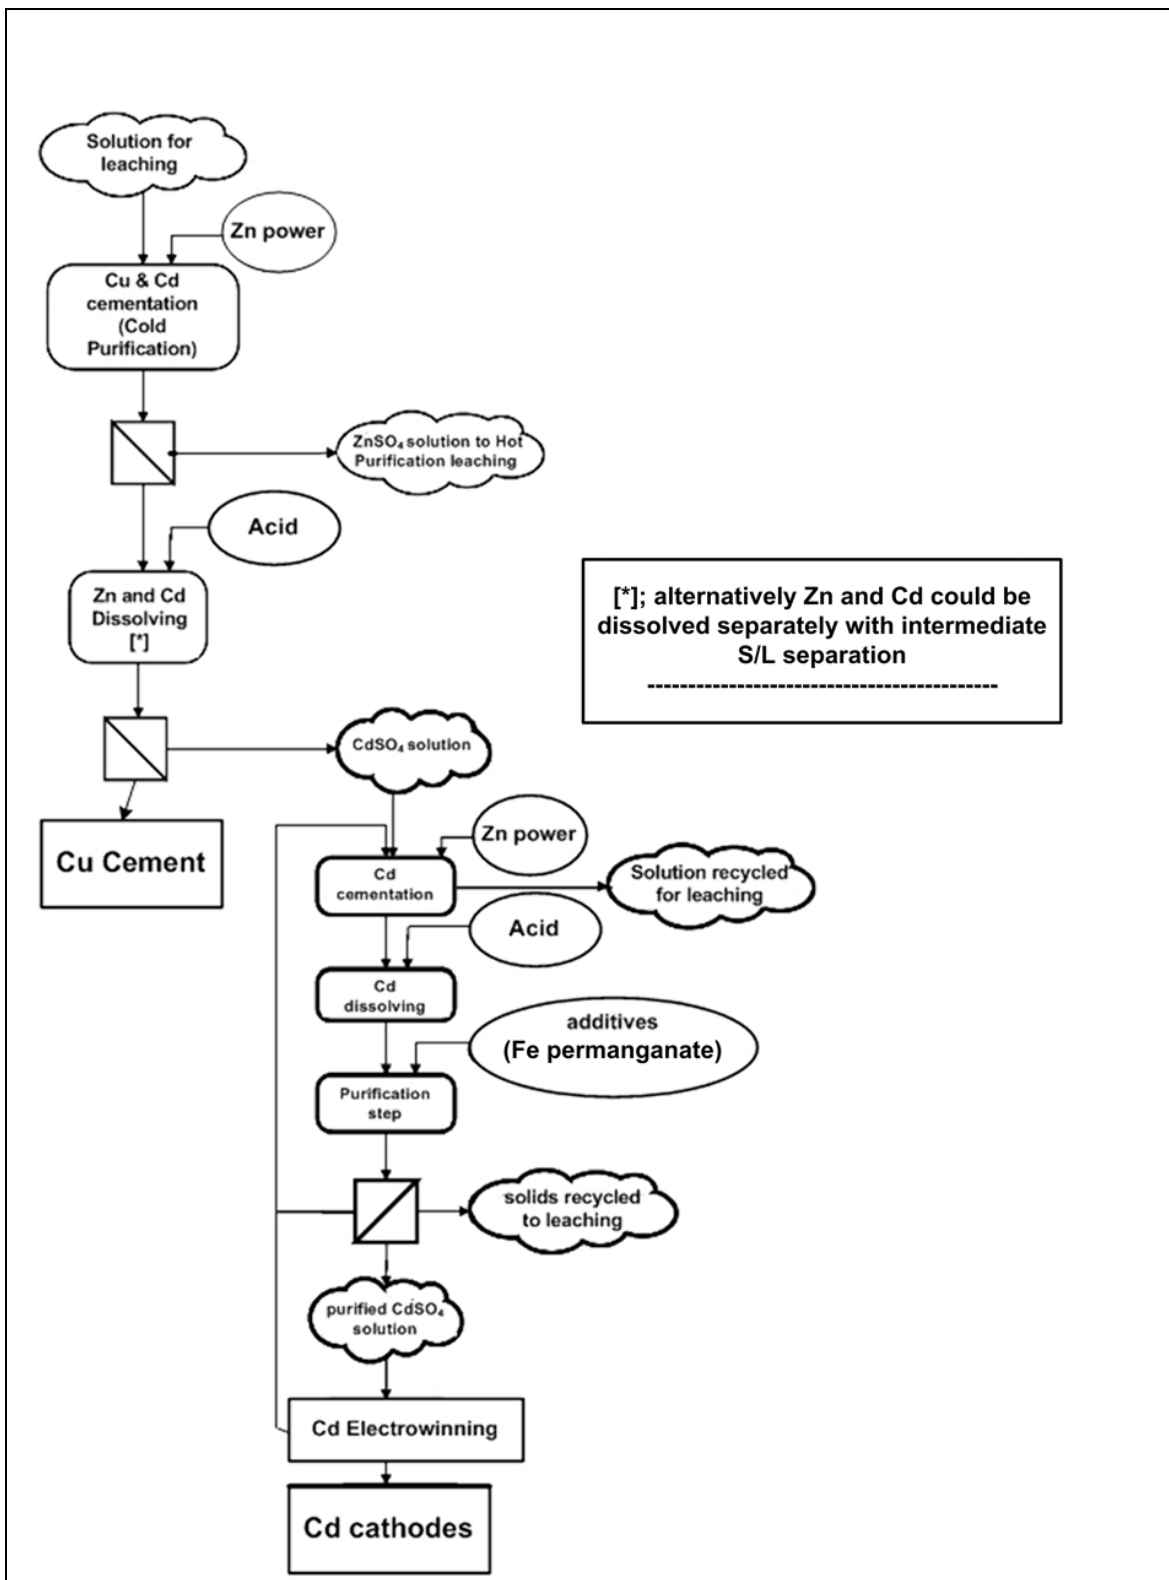 Solution for
leaching
Zn power
Cu & Cd
cementation
(Cold
Purification)
ZnSO₄ solution to Hot
Purification leaching
Acid
Zn and Cd
Dissolving
[*]
[*]; alternatively Zn and Cd could be
dissolved separately with intermediate
S/L separation
-------------------------------------------
CdSO₄ solution
Cu Cement
Zn power
Cd
cementation
Solution recycled
for leaching
Acid
Cd
dissolving
additives
(Fe permanganate)
Purification
step
solids recycled
to leaching
purified CdSO₄
solution
Cd Electrowinning
Cd cathodes